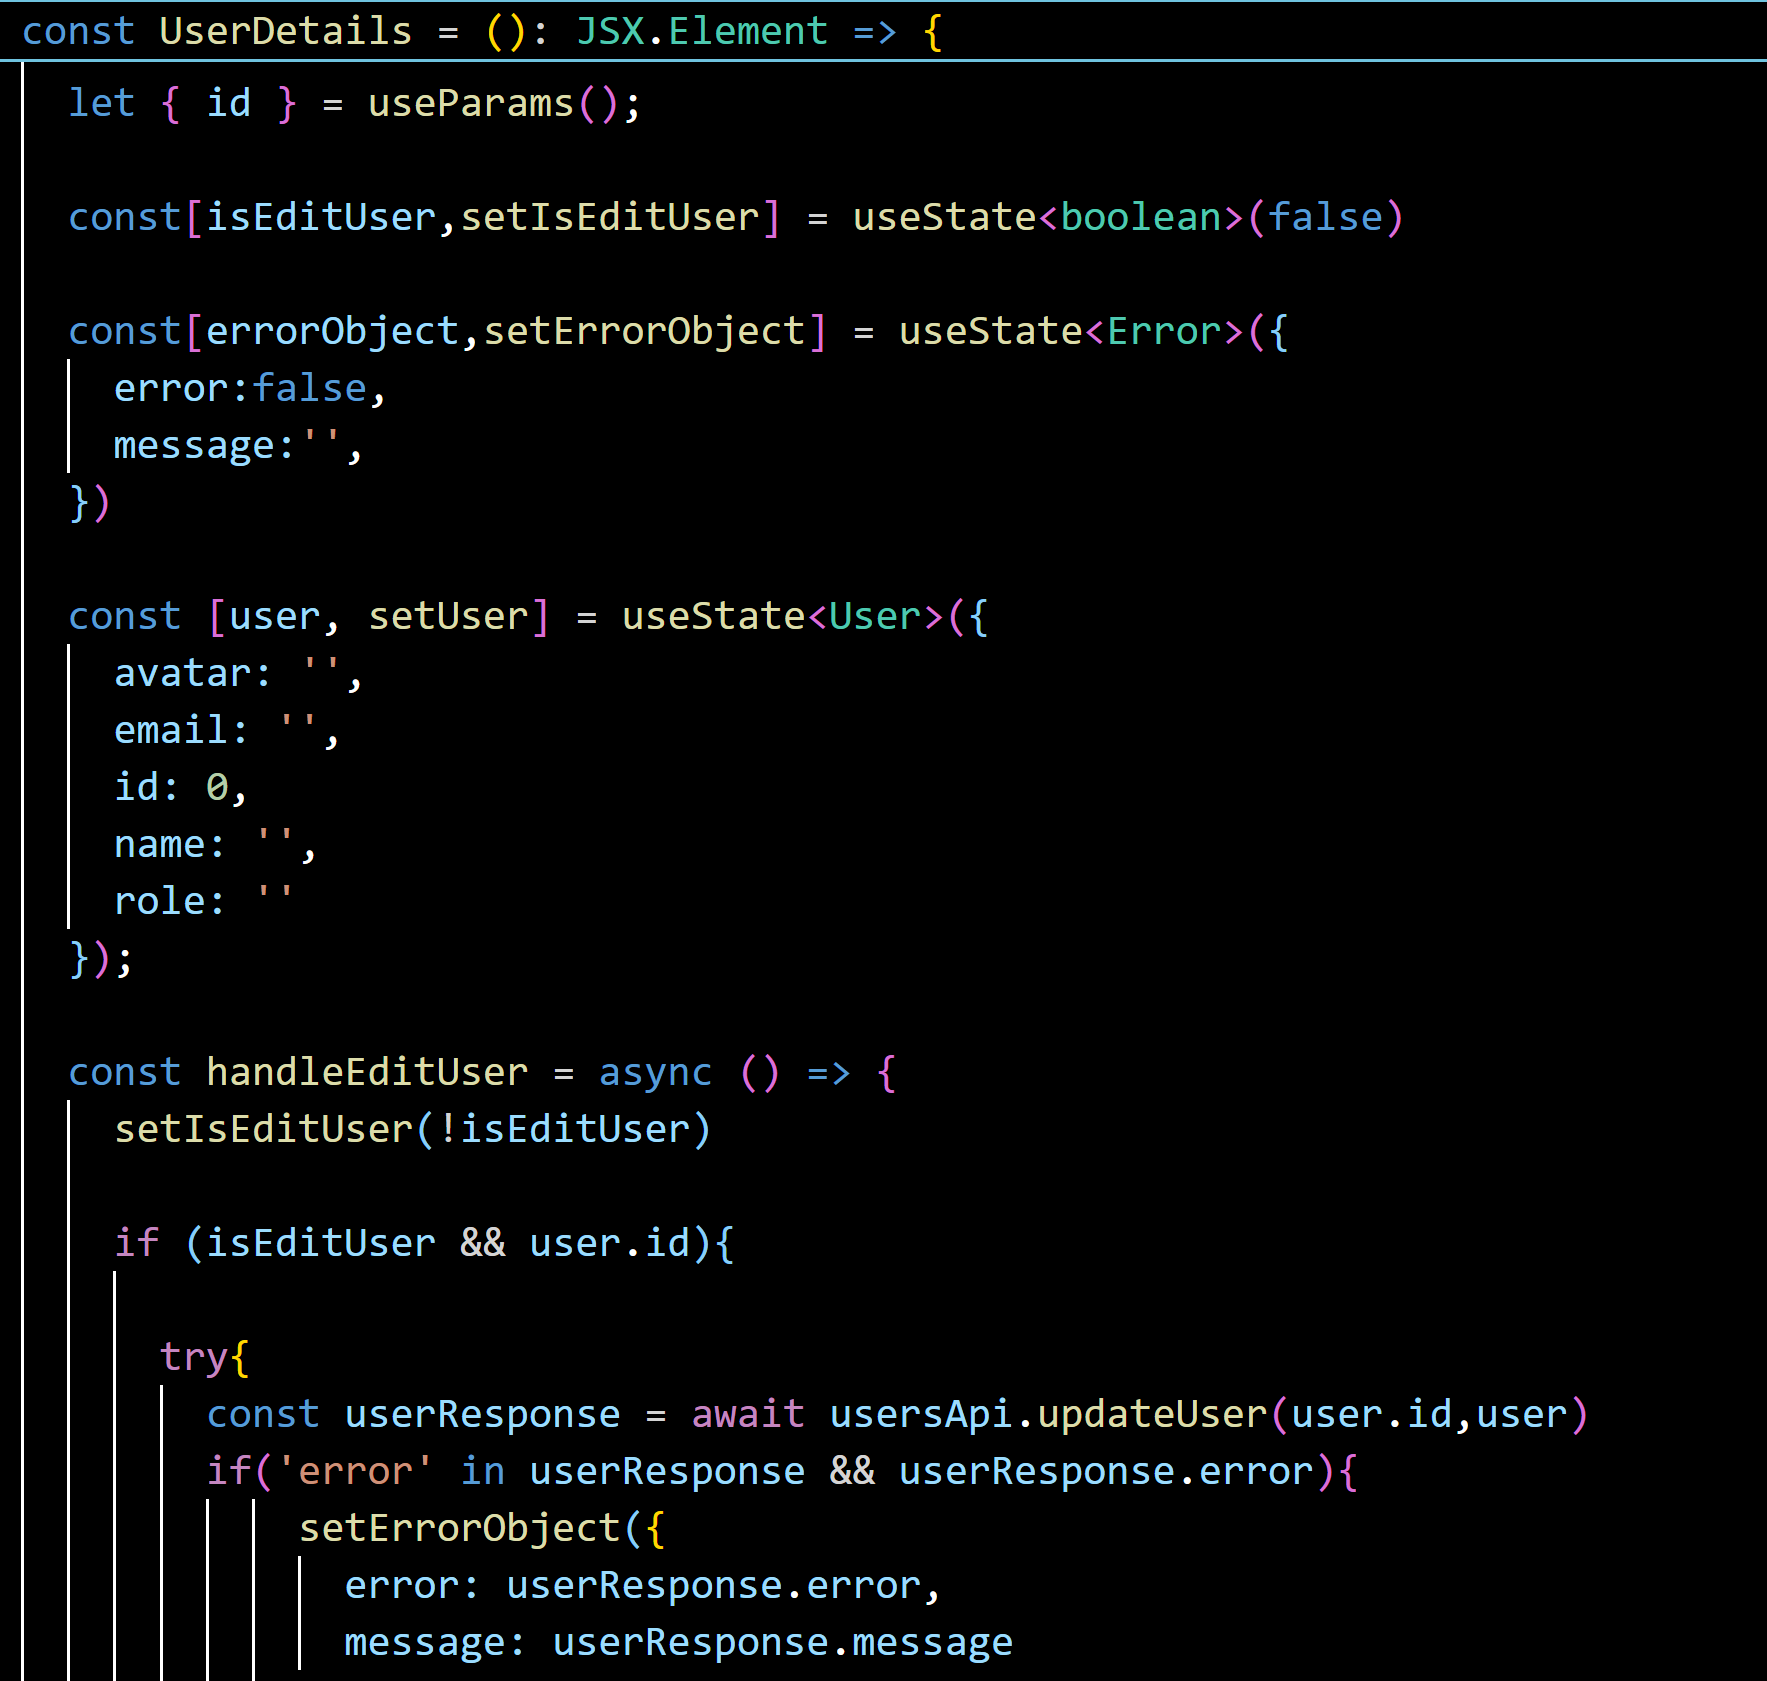 const UserDetails = (): JSX.Element => {
let { id } = useParams();
const[isEditUser,setIsEditUser] = useState<boolean>(false)
const[errorObject,setErrorObject] = useState<Error>({
error:false,
message:'',
})
const [user, setUser] = useState<User>({
avatar: '',
email: '',
id: 0,
name: '',
role: ''
});
const handleEditUser = async () => {
setIsEditUser(!isEditUser)
if (isEditUser && user.id){
try{
const userResponse = await usersApi.updateUser(user.id,user)
if('error' in userResponse && userResponse.error){
setErrorObject({
error: userResponse.error,
message: userResponse.message